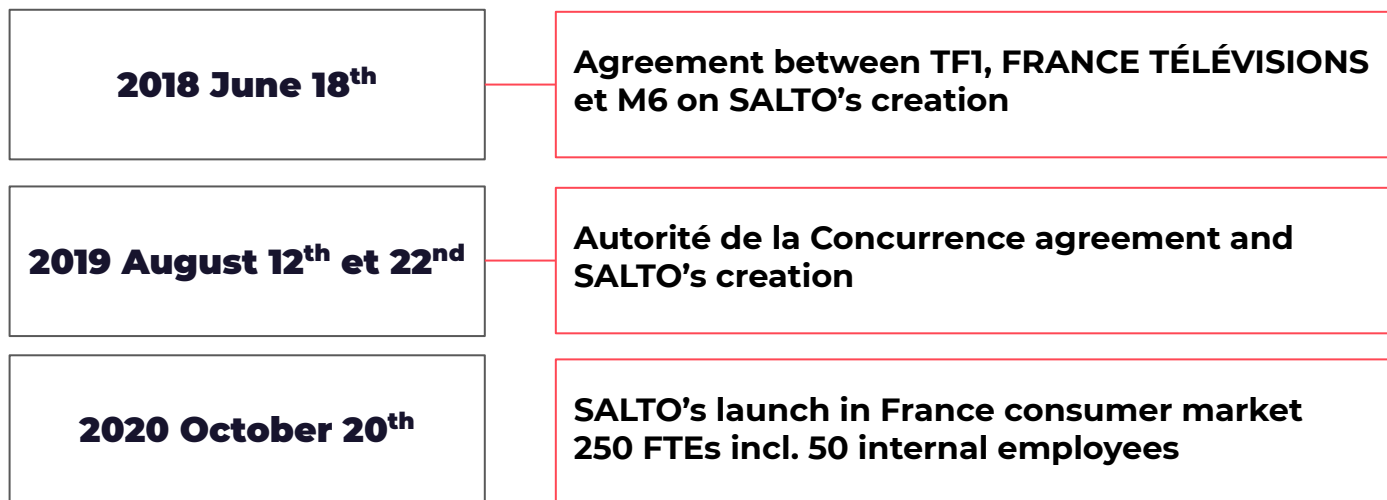 2018 June 18th
Agreement between TF1, FRANCE TÉLÉVISIONS
et M6 on SALTO’s creation
2019 August 12th et 22nd
Autorité de la Concurrence agreement and
SALTO’s creation
2020 October 20th
SALTO’s launch in France consumer market
250 FTEs incl. 50 internal employees